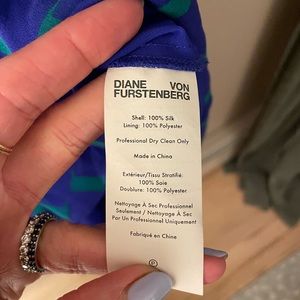 DIANE VON
FURSTENBERG
Shell: 100% Silk
Lining: 100% Polyester
Professional Dry Clean Only
Made in China
Extérieur/Tissu Stratifié:
100% Soie
Doublure: 100% Polyester
Nettoyage À Sec Professionnel
Seulement / Nettoyage À Sec
Par un Professionnel Uniquement
Fabriqué en Chine